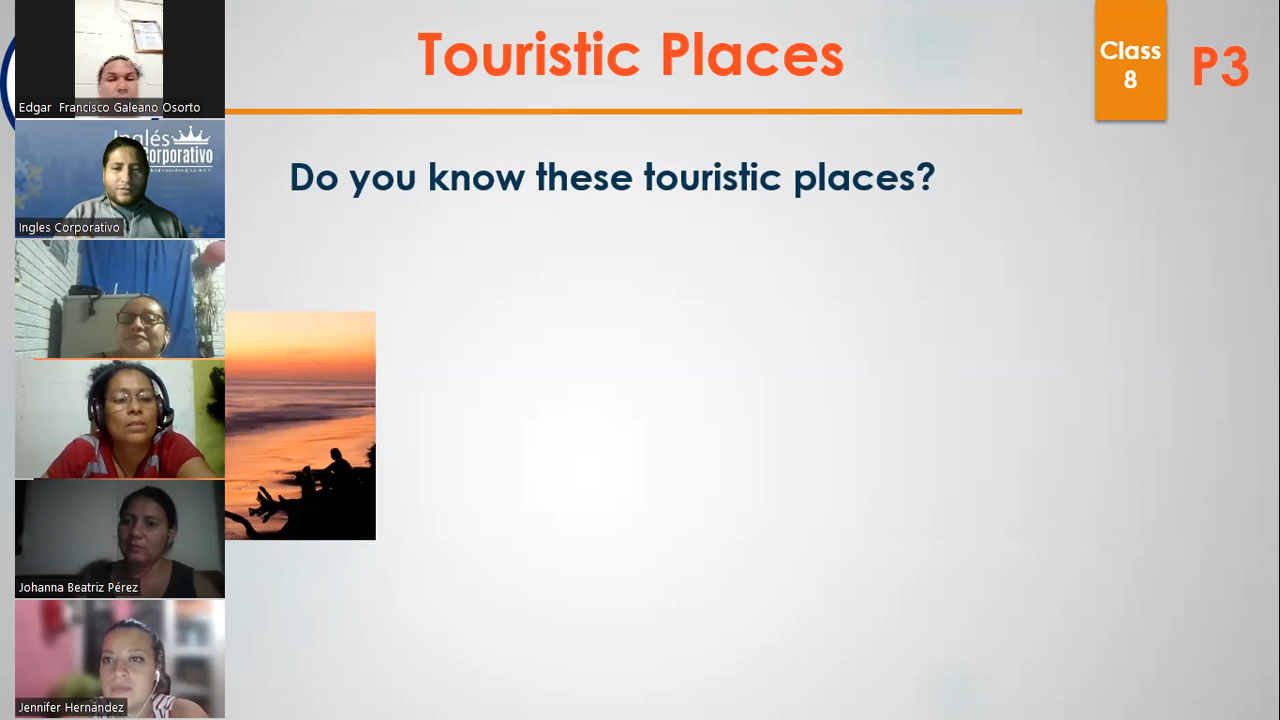 Touristic Places
Class
8
P3
Do you know these touristic places?
Edgar Francisco Galeano Osorto
Inglés
Corporativo
Ingles Corporativo
Johanna Beatriz Pérez
Jennifer Hernández